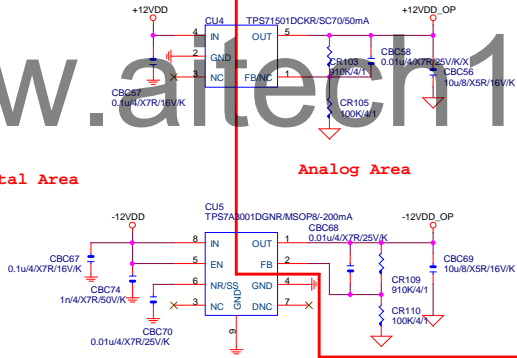 +12VDD
+12VDD_OP
CU4
TPS71501DCKR/SC70/50mA
4 IN OUT 5
2 GND
3 NC FB/NC 1
CBC57
0.1u/4/X7R/16V/K
CR103
910K/4/1
CBC58
0.01u/4/X7R/25V/K/X
CBC56
10u/8/X5R/16V/K
CR105
100K/4/1
w.aitech1
tal Area
Analog Area
-12VDD
-12VDD_OP
CU5
TPS7A3001DGNR/MSOP8/-200mA
CBC68
0.01u/4/X7R/25V/K
8 IN OUT 1
5 EN FB 2
6 NR/SS GND 4
3 NC GND DNC 7
9
CBC67
0.1u/4/X7R/16V/K
CBC74
1n/4/X7R/50V/K
CBC70
0.01u/4/X7R/25V/K
CR109
910K/4/1
CBC69
10u/8/X5R/16V/K
CR110
100K/4/1